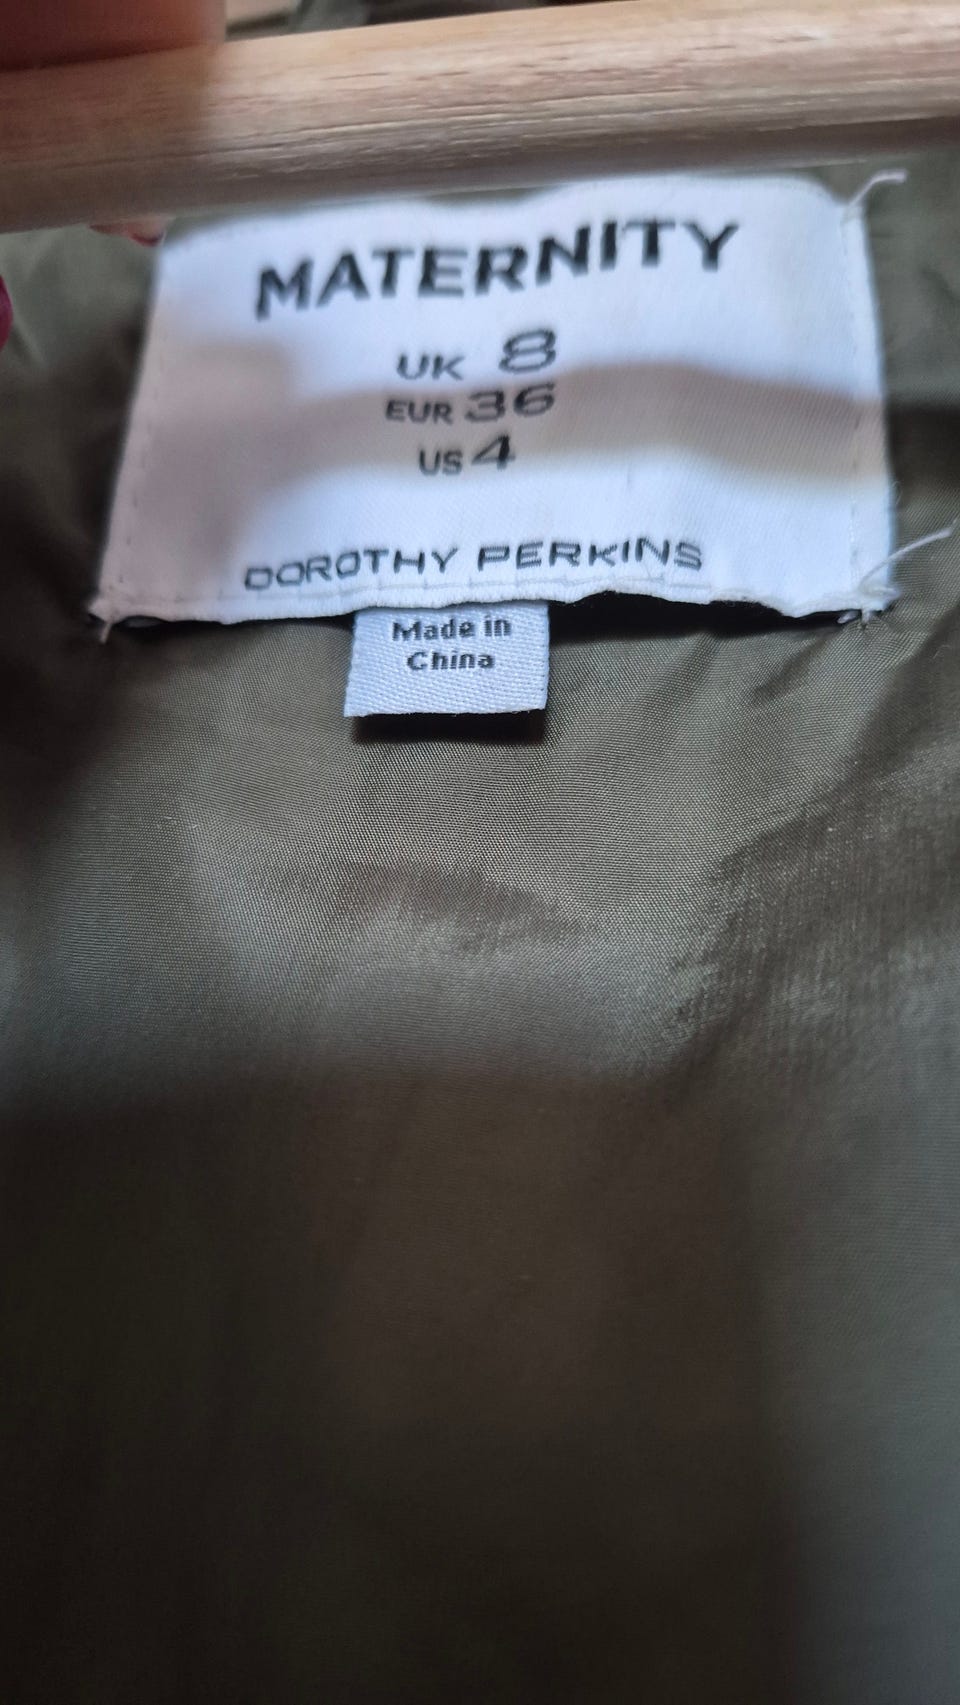 MATERNITY
UK 8
EUR 36
US 4
DOROTHY PERKINS
Made in
China